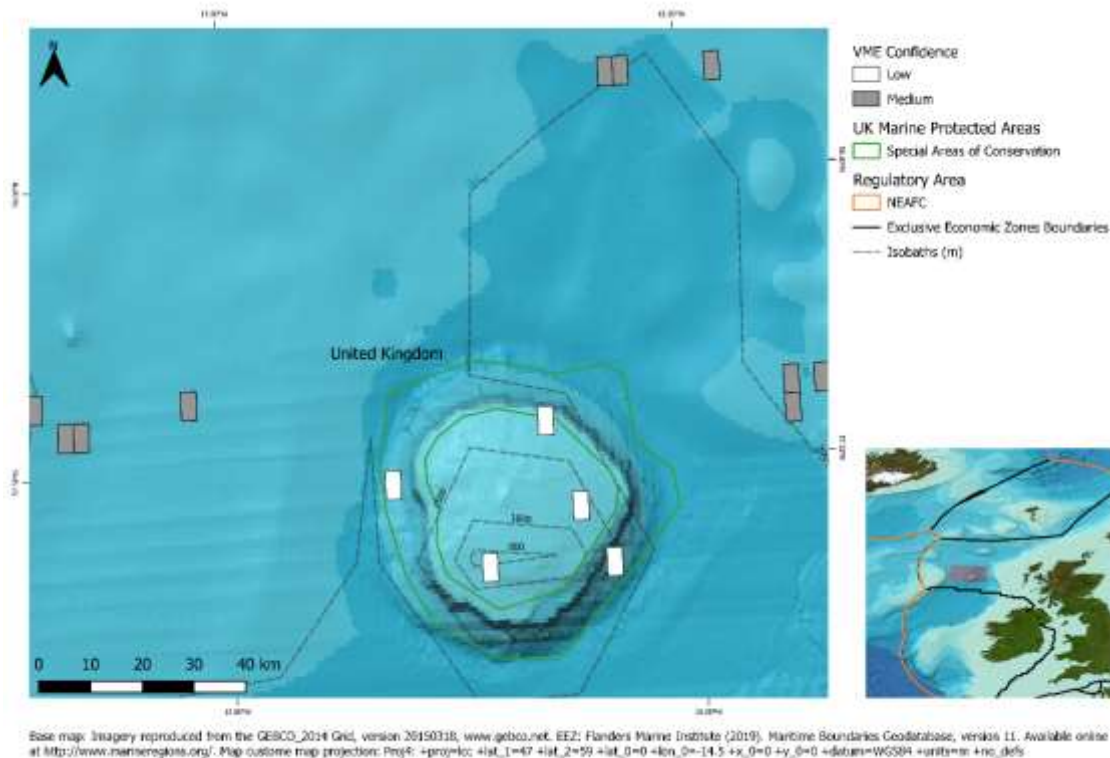 N
VME Confidence
Low
Medium
UK Marine Protected Areas
Special Areas of Conservation
Regulatory Area
NEAFC
Exclusive Economic Zones Boundaries
Isobaths (m)
United Kingdom
0 10 20 30 40 km
Base map: Imagery reproduced from the GEBCO_2014 Grid, version 20150318, www.gebco.net. EEZ: Flanders Marine Institute (2019). Maritime Boundaries Geodatabase, version 11. Available online
at http://www.marineregions.org/. Map custome map projection: Proj4: +proj=lcc +lat_1=47 +lat_2=59 +lat_0=0 +lon_0=-14.5 +x_0=0 +y_0=0 +datum=WGS84 +units=m +no_defs